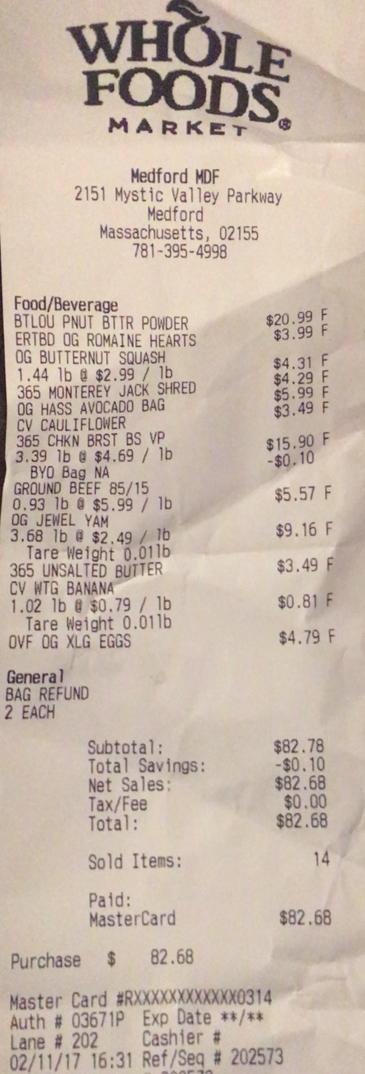 WHOLE
FOODS®
MARKET
Medford MDF
2151 Mystic Valley Parkway
Medford
Massachusetts, 02155
781-395-4998
Food/Beverage
BTLOU PNUT BTTR POWDER $20.99 F
ERTBD OG ROMAINE HEARTS $3.99 F
OG BUTTERNUT SQUASH
1.44 lb @ $2.99 / lb $4.31 F
365 MONTEREY JACK SHRED $4.29 F
OG HASS AVOCADO BAG $5.99 F
CV CAULIFLOWER $3.49 F
365 CHKN BRST BS VP
3.39 lb @ $4.69 / lb $15.90 F
BYO Bag NA -$0.10
GROUND BEEF 85/15
0.93 lb @ $5.99 / lb $5.57 F
OG JEWEL YAM
3.68 lb @ $2.49 / lb $9.16 F
Tare Weight 0.01lb
365 UNSALTED BUTTER $3.49 F
CV WTG BANANA
1.02 lb @ $0.79 / lb $0.81 F
Tare Weight 0.01lb
OVF OG XLG EGGS $4.79 F
General
BAG REFUND
2 EACH
Subtotal: $82.78
Total Savings: -$0.10
Net Sales: $82.68
Tax/Fee $0.00
Total: $82.68
Sold Items: 14
Paid:
MasterCard $82.68
Purchase $ 82.68
Master Card #RXXXXXXXXXXXX0314
Auth # 03671P Exp Date **/**
Lane # 202 Cashier #
02/11/17 16:31 Ref/Seq # 202573